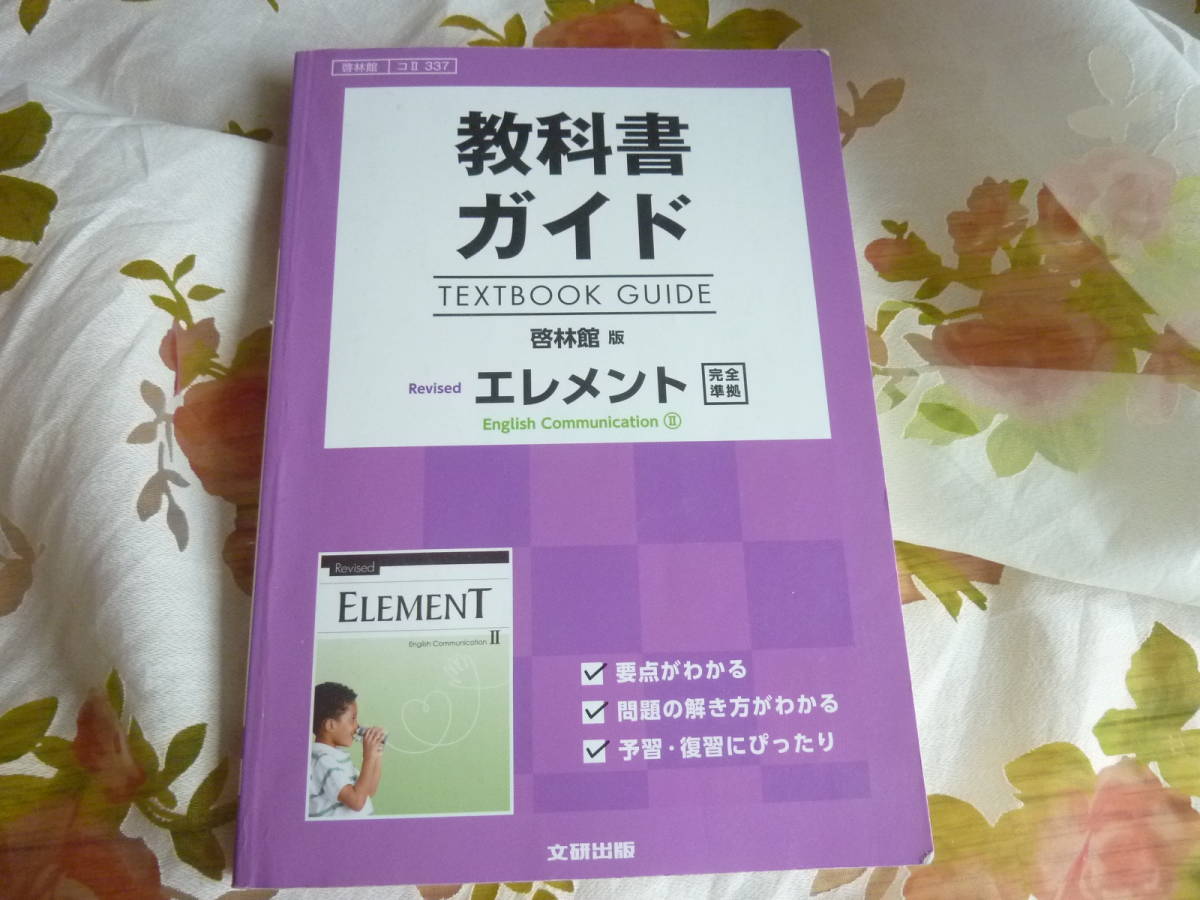 啓林館 コⅡ 337
教科書
ガイド
TEXTBOOK GUIDE
啓林館 版
Revised エレメント 完全準拠
English Communication Ⅱ
Revised
ELEMENT
English Communication Ⅱ
要点がわかる
問題の解き方がわかる
予習・復習にぴったり
文研出版